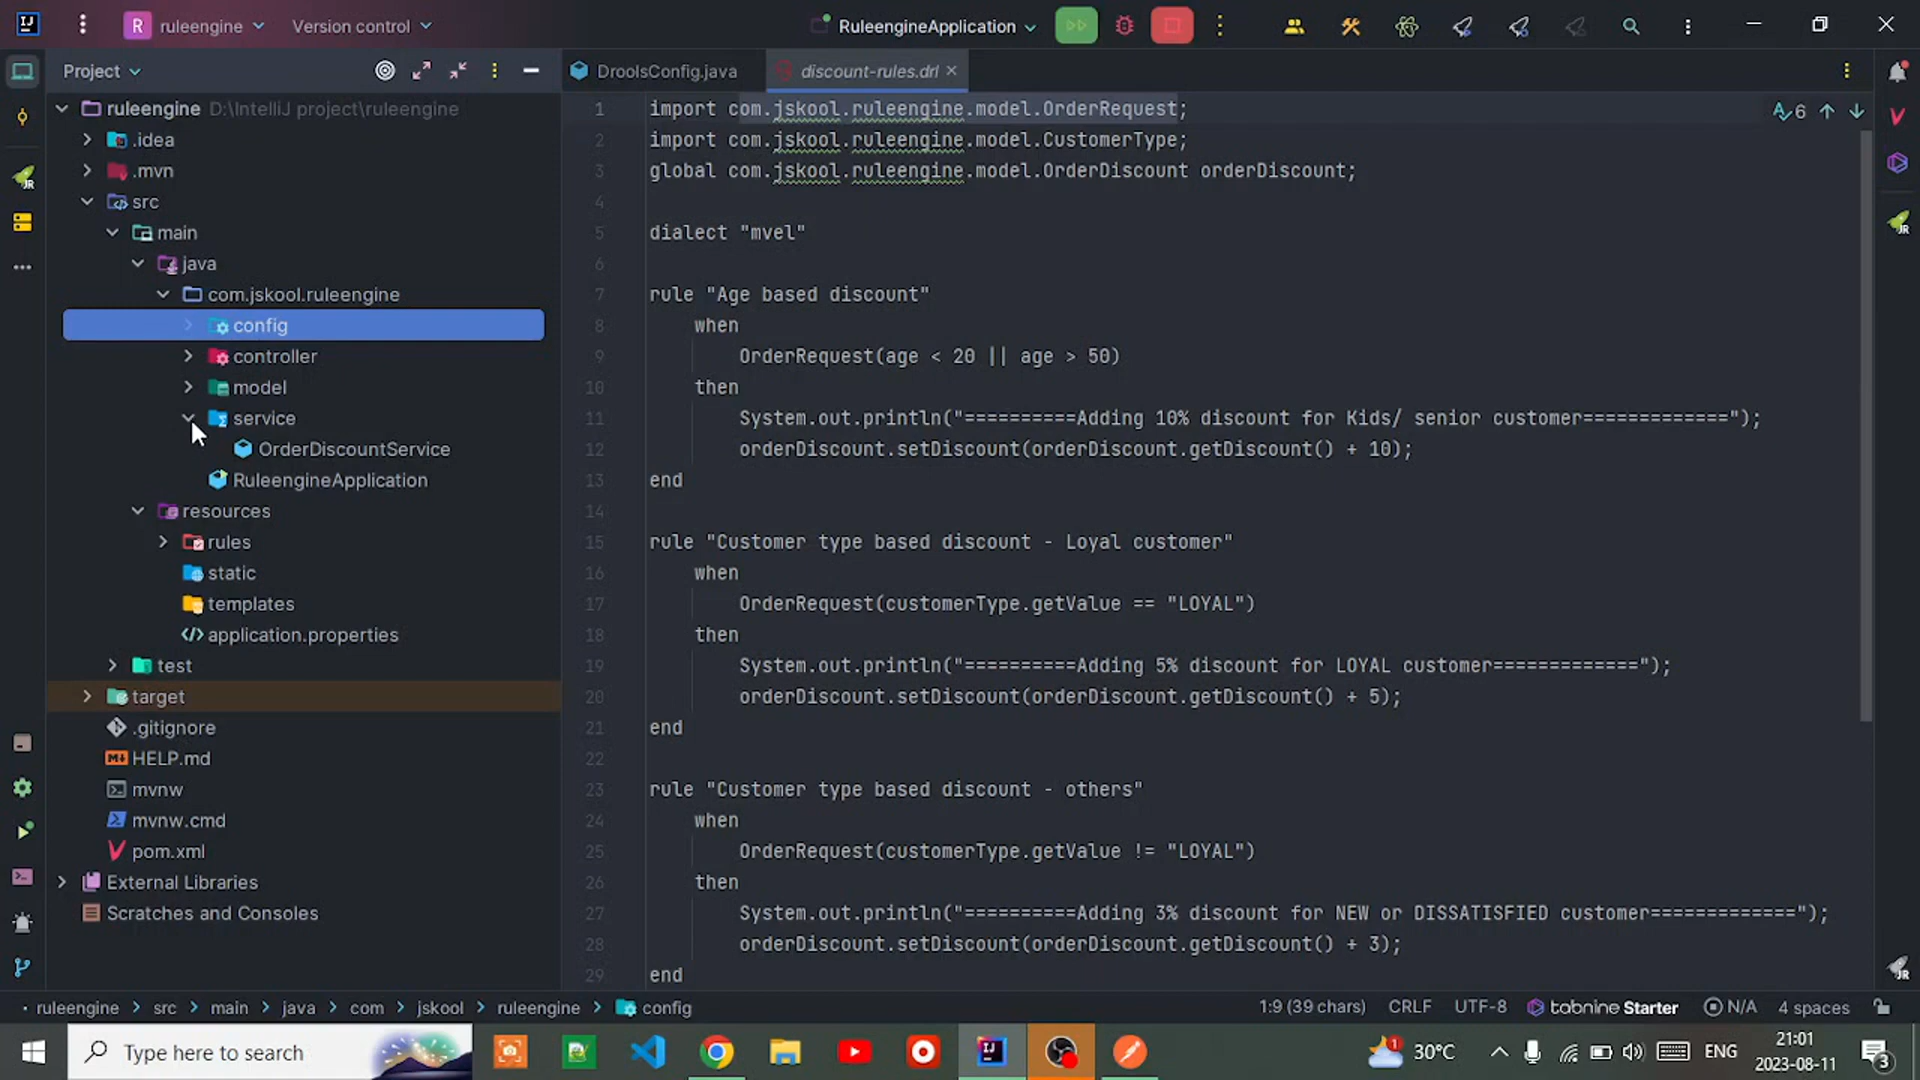 R ruleengine Version control RuleengineApplication
Project DroolsConfig.java discount-rules.drl
ruleengine D:\IntelliJ project\ruleengine
.idea
.mvn
src
main
java
com.jskool.ruleengine
config
controller
model
service
OrderDiscountService
RuleengineApplication
resources
rules
static
templates
application.properties
test
target
.gitignore
HELP.md
mvnw
mvnw.cmd
pom.xml
External Libraries
Scratches and Consoles
1 import com.jskool.ruleengine.model.OrderRequest; 6
2 import com.jskool.ruleengine.model.CustomerType;
3 global com.jskool.ruleengine.model.OrderDiscount orderDiscount;
4
5 dialect "mvel"
6
7 rule "Age based discount"
8 when
9 OrderRequest(age < 20 || age > 50)
10 then
11 System.out.println("==========Adding 10% discount for Kids/ senior customer=============");
12 orderDiscount.setDiscount(orderDiscount.getDiscount() + 10);
13 end
14
15 rule "Customer type based discount - Loyal customer"
16 when
17 OrderRequest(customerType.getValue == "LOYAL")
18 then
19 System.out.println("==========Adding 5% discount for LOYAL customer=============");
20 orderDiscount.setDiscount(orderDiscount.getDiscount() + 5);
21 end
22
23 rule "Customer type based discount - others"
24 when
25 OrderRequest(customerType.getValue != "LOYAL")
26 then
27 System.out.println("==========Adding 3% discount for NEW or DISSATISFIED customer=============");
28 orderDiscount.setDiscount(orderDiscount.getDiscount() + 3);
29 end
ruleengine > src > main > java > com > jskool > ruleengine > config 1:9 (39 chars) CRLF UTF-8 tabnine Starter N/A 4 spaces
Type here to search 30°C ENG 21:01
2023-08-11 3